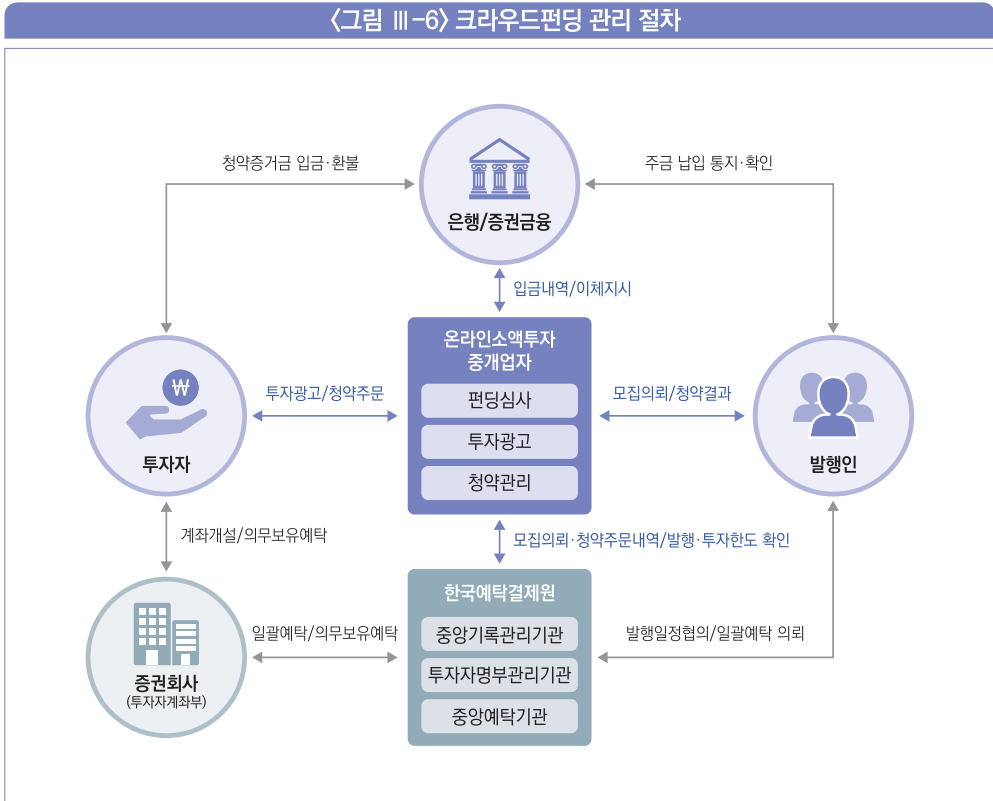 <그림 Ⅲ-6> 크라우드펀딩 관리 절차
청약증거금 입금·환불
주금 납입 통지·확인
은행/증권금융
입금내역/이체지시
온라인소액투자
중개업자
펀딩심사
투자광고
청약관리
투자광고/청약주문
모집의뢰/청약결과
₩
투자자
발행인
계좌개설/의무보유예탁
모집의뢰·청약주문내역/발행·투자한도 확인
한국예탁결제원
중앙기록관리기관
투자자명부관리기관
중앙예탁기관
일괄예탁/의무보유예탁
발행일정협의/일괄예탁 의뢰
증권회사
(투자자계좌부)